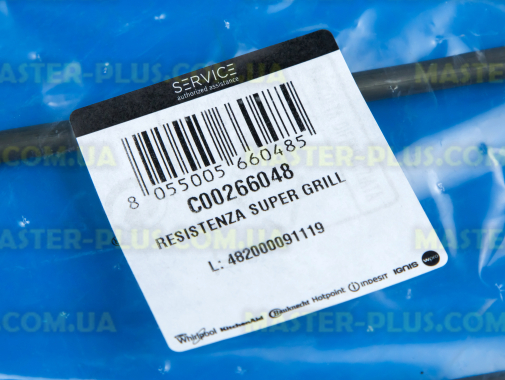 MASTER-PLUS.COM.UA
SERVICE
authorized assistance
8 055005 660485
C00266048
RESISTENZA SUPER GRILL
L: 482000091119
Whirlpool KitchenAid Bauknecht Hotpoint indesit IGNIS